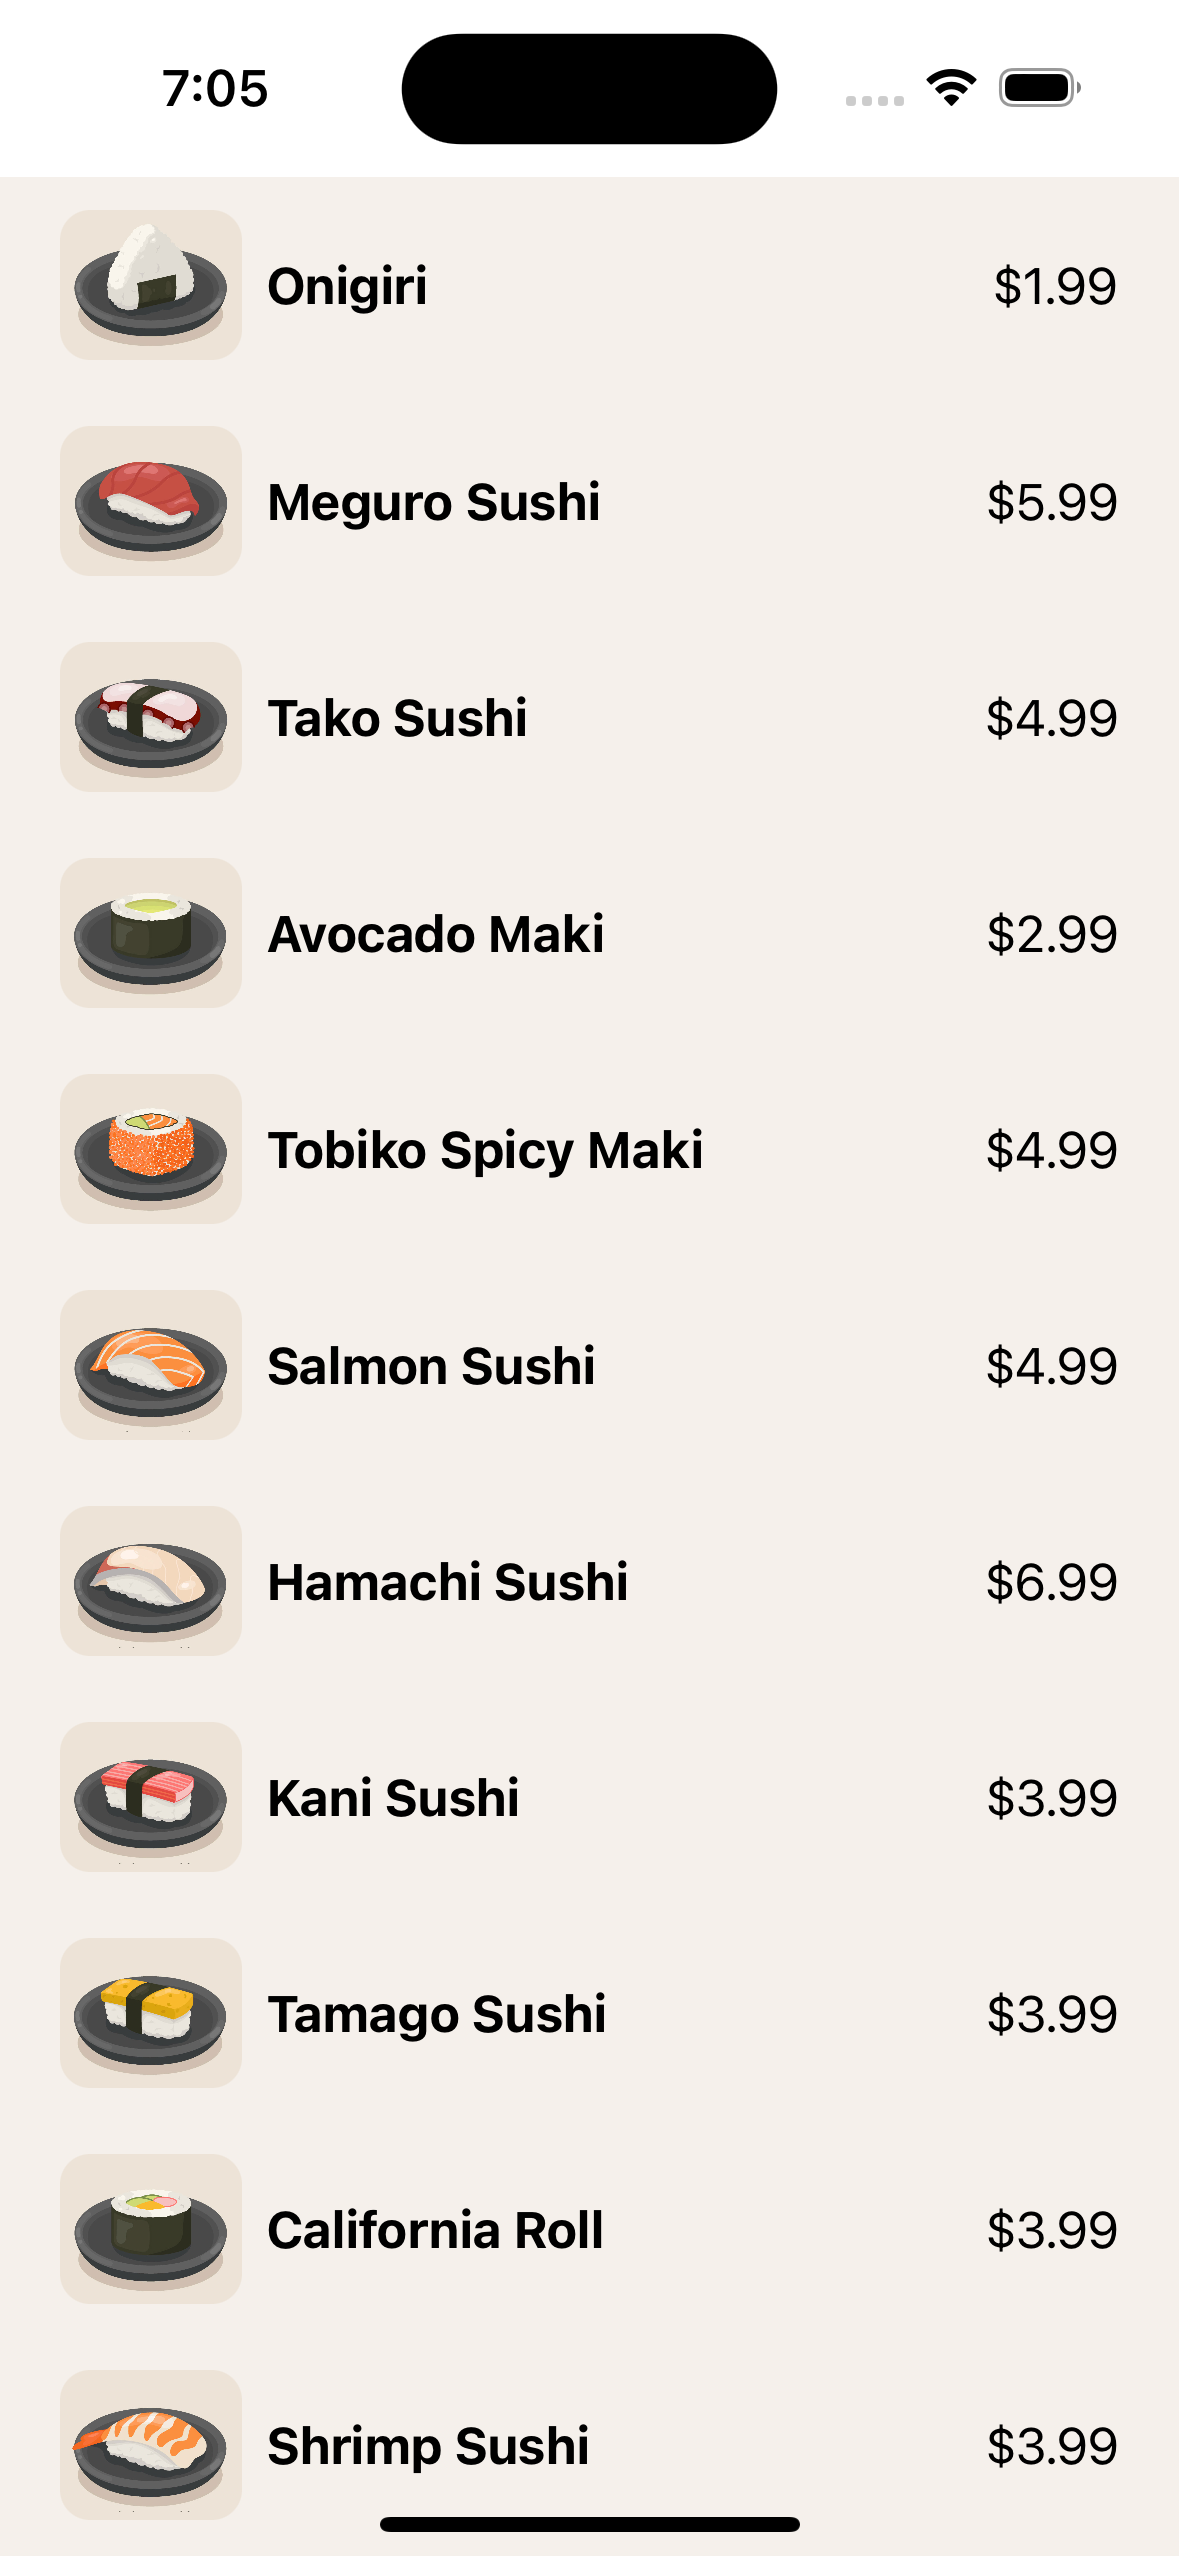 7:05
Onigiri $1.99
Meguro Sushi $5.99
Tako Sushi $4.99
Avocado Maki $2.99
Tobiko Spicy Maki $4.99
Salmon Sushi $4.99
Hamachi Sushi $6.99
Kani Sushi $3.99
Tamago Sushi $3.99
California Roll $3.99
Shrimp Sushi $3.99